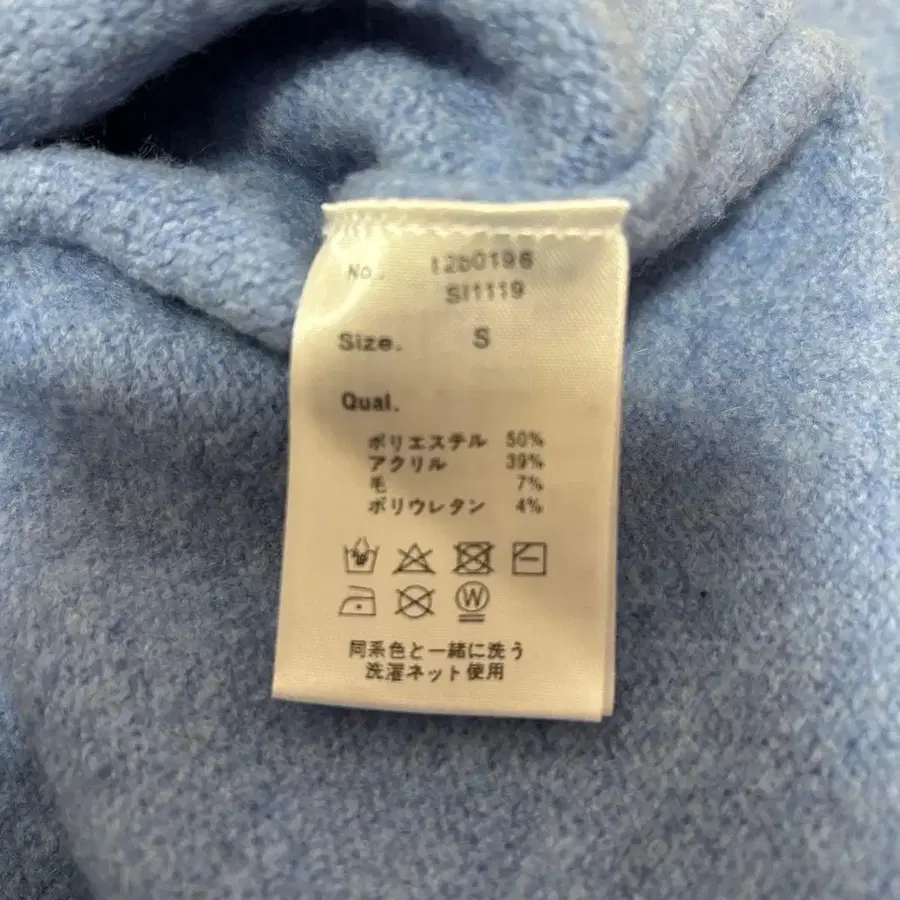 No. 1260196
SI1119
Size. S
Qual.
ポリエステル 50%
アクリル 39%
毛 7%
ポリウレタン 4%
W
同系色と一緒に洗う
洗濯ネット使用